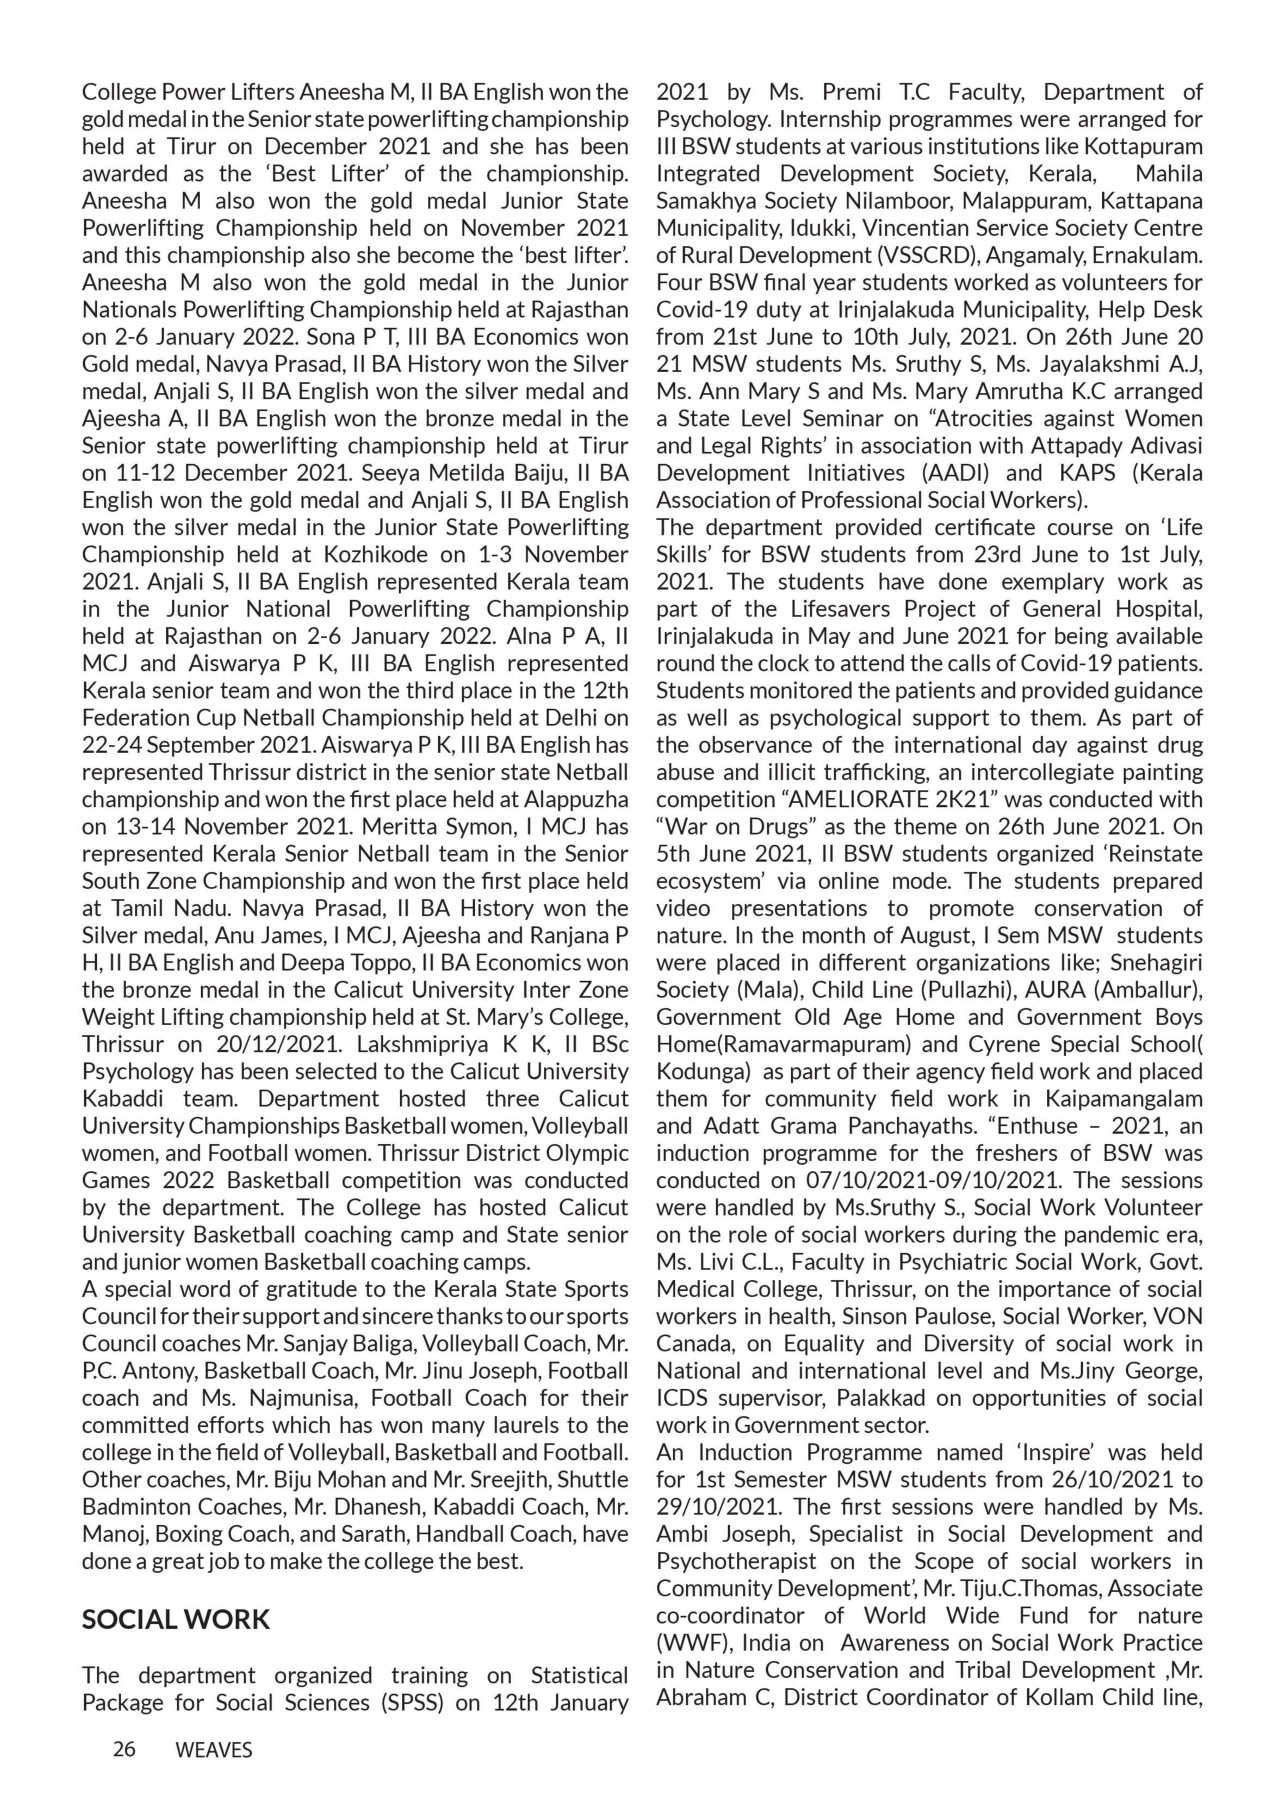 College Power Lifters Aneesha M, II BA English won the
gold medal in the Senior state powerlifting championship
held at Tirur on December 2021 and she has been
awarded as the ‘Best Lifter’ of the championship.
Aneesha M also won the gold medal Junior State
Powerlifting Championship held on November 2021
and this championship also she become the ‘best lifter’.
Aneesha M also won the gold medal in the Junior
Nationals Powerlifting Championship held at Rajasthan
on 2-6 January 2022. Sona P T, III BA Economics won
Gold medal, Navya Prasad, II BA History won the Silver
medal, Anjali S, II BA English won the silver medal and
Ajeesha A, II BA English won the bronze medal in the
Senior state powerlifting championship held at Tirur
on 11-12 December 2021. Seeya Metilda Baiju, II BA
English won the gold medal and Anjali S, II BA English
won the silver medal in the Junior State Powerlifting
Championship held at Kozhikode on 1-3 November
2021. Anjali S, II BA English represented Kerala team
in the Junior National Powerlifting Championship
held at Rajasthan on 2-6 January 2022. Alna P A, II
MCJ and Aiswarya P K, III BA English represented
Kerala senior team and won the third place in the 12th
Federation Cup Netball Championship held at Delhi on
22-24 September 2021. Aiswarya P K, III BA English has
represented Thrissur district in the senior state Netball
championship and won the first place held at Alappuzha
on 13-14 November 2021. Meritta Symon, I MCJ has
represented Kerala Senior Netball team in the Senior
South Zone Championship and won the first place held
at Tamil Nadu. Navya Prasad, II BA History won the
Silver medal, Anu James, I MCJ, Ajeesha and Ranjana P
H, II BA English and Deepa Toppo, II BA Economics won
the bronze medal in the Calicut University Inter Zone
Weight Lifting championship held at St. Mary’s College,
Thrissur on 20/12/2021. Lakshmipriya K K, II BSc
Psychology has been selected to the Calicut University
Kabaddi team. Department hosted three Calicut
University Championships Basketball women, Volleyball
women, and Football women. Thrissur District Olympic
Games 2022 Basketball competition was conducted
by the department. The College has hosted Calicut
University Basketball coaching camp and State senior
and junior women Basketball coaching camps.
A special word of gratitude to the Kerala State Sports
Council for their support and sincere thanks to our sports
Council coaches Mr. Sanjay Baliga, Volleyball Coach, Mr.
P.C. Antony, Basketball Coach, Mr. Jinu Joseph, Football
coach and Ms. Najmunisa, Football Coach for their
committed efforts which has won many laurels to the
college in the field of Volleyball, Basketball and Football.
Other coaches, Mr. Biju Mohan and Mr. Sreejith, Shuttle
Badminton Coaches, Mr. Dhanesh, Kabaddi Coach, Mr.
Manoj, Boxing Coach, and Sarath, Handball Coach, have
done a great job to make the college the best.
SOCIAL WORK
The department organized training on Statistical
Package for Social Sciences (SPSS) on 12th January
2021 by Ms. Premi T.C Faculty, Department of
Psychology. Internship programmes were arranged for
III BSW students at various institutions like Kottapuram
Integrated Development Society, Kerala, Mahila
Samakhya Society Nilamboor, Malappuram, Kattapana
Municipality, Idukki, Vincentian Service Society Centre
of Rural Development (VSSCRD), Angamaly, Ernakulam.
Four BSW final year students worked as volunteers for
Covid-19 duty at Irinjalakuda Municipality, Help Desk
from 21st June to 10th July, 2021. On 26th June 20
21 MSW students Ms. Sruthy S, Ms. Jayalakshmi A.J,
Ms. Ann Mary S and Ms. Mary Amrutha K.C arranged
a State Level Seminar on “Atrocities against Women
and Legal Rights’ in association with Attapady Adivasi
Development Initiatives (AADI) and KAPS (Kerala
Association of Professional Social Workers).
The department provided certificate course on ‘Life
Skills’ for BSW students from 23rd June to 1st July,
2021. The students have done exemplary work as
part of the Lifesavers Project of General Hospital,
Irinjalakuda in May and June 2021 for being available
round the clock to attend the calls of Covid-19 patients.
Students monitored the patients and provided guidance
as well as psychological support to them. As part of
the observance of the international day against drug
abuse and illicit trafficking, an intercollegiate painting
competition “AMELIORATE 2K21” was conducted with
“War on Drugs” as the theme on 26th June 2021. On
5th June 2021, II BSW students organized ‘Reinstate
ecosystem’ via online mode. The students prepared
video presentations to promote conservation of
nature. In the month of August, I Sem MSW students
were placed in different organizations like; Snehagiri
Society (Mala), Child Line (Pullazhi), AURA (Amballur),
Government Old Age Home and Government Boys
Home(Ramavarmapuram) and Cyrene Special School(
Kodunga) as part of their agency field work and placed
them for community field work in Kaipamangalam
and Adatt Grama Panchayaths. “Enthuse – 2021, an
induction programme for the freshers of BSW was
conducted on 07/10/2021-09/10/2021. The sessions
were handled by Ms.Sruthy S., Social Work Volunteer
on the role of social workers during the pandemic era,
Ms. Livi C.L., Faculty in Psychiatric Social Work, Govt.
Medical College, Thrissur, on the importance of social
workers in health, Sinson Paulose, Social Worker, VON
Canada, on Equality and Diversity of social work in
National and international level and Ms.Jiny George,
ICDS supervisor, Palakkad on opportunities of social
work in Government sector.
An Induction Programme named ‘Inspire’ was held
for 1st Semester MSW students from 26/10/2021 to
29/10/2021. The first sessions were handled by Ms.
Ambi Joseph, Specialist in Social Development and
Psychotherapist on the Scope of social workers in
Community Development’, Mr. Tiju.C.Thomas, Associate
co-coordinator of World Wide Fund for nature
(WWF), India on Awareness on Social Work Practice
in Nature Conservation and Tribal Development ,Mr.
Abraham C, District Coordinator of Kollam Child line,
26 WEAVES